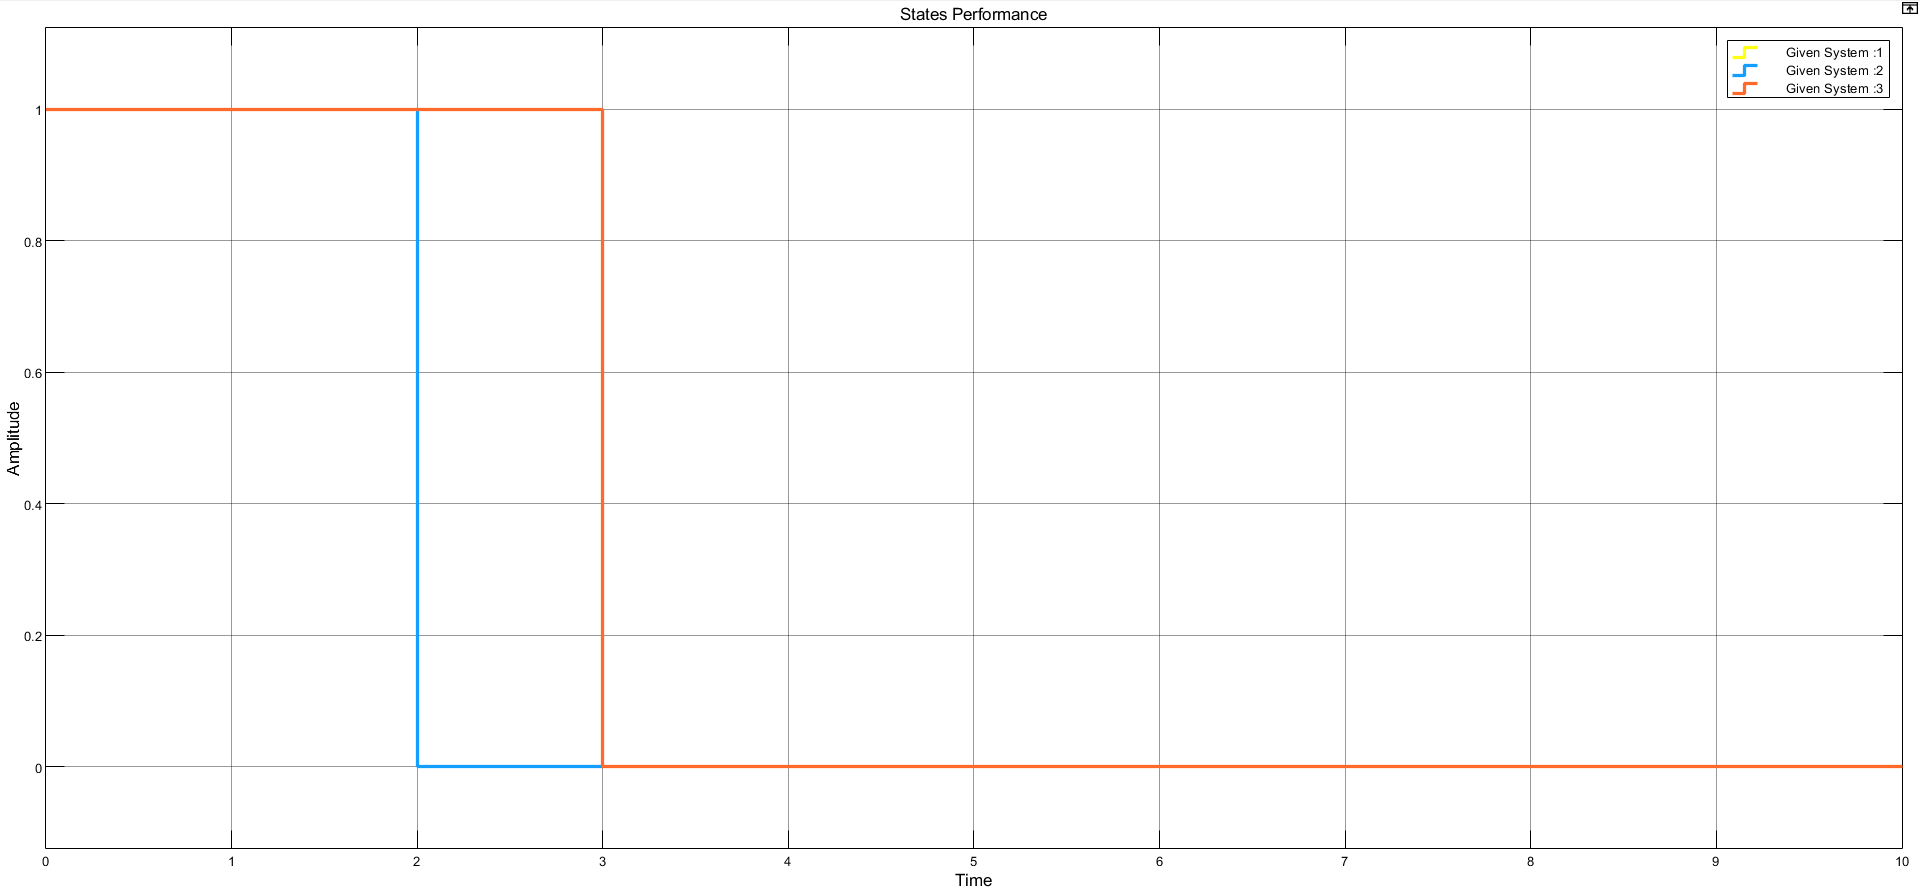 States Performance
Given System :1
Given System :2
Given System :3
1
0.8
0.6
0.4
0.2
0
Amplitude
0 1 2 3 4 5 6 7 8 9 10
Time